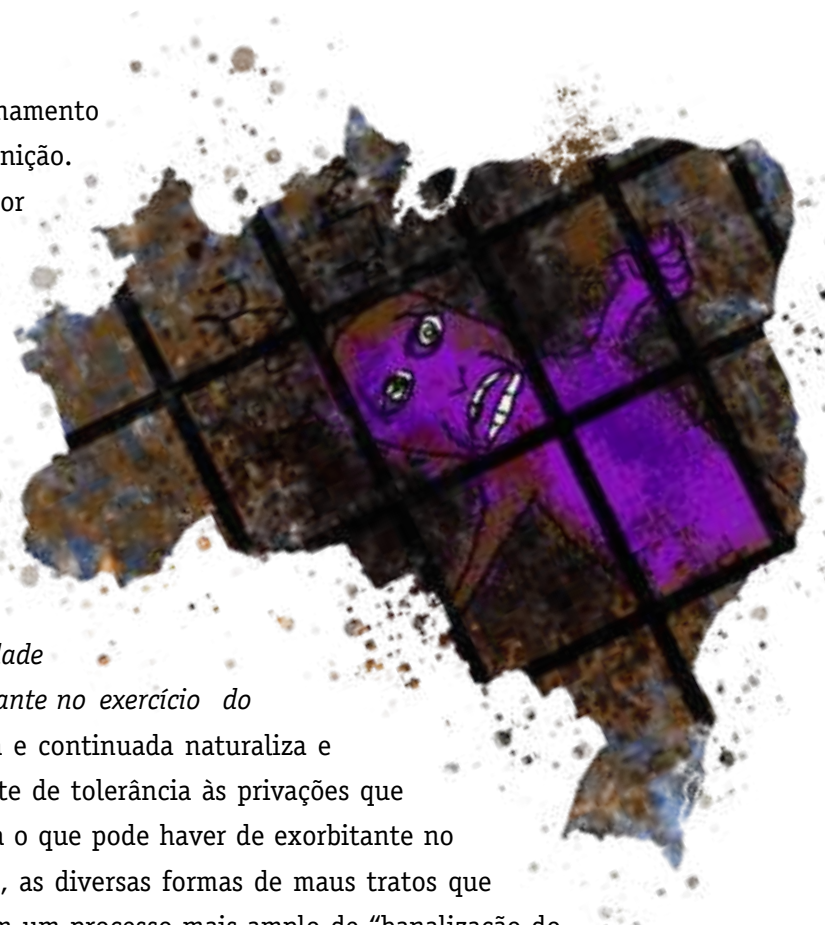 namento
nição.
or
dade
ante no exercício do
e continuada naturaliza e
te de tolerância às privações que
o que pode haver de exorbitante no
, as diversas formas de maus tratos que
um processo mais amplo de “banalização do